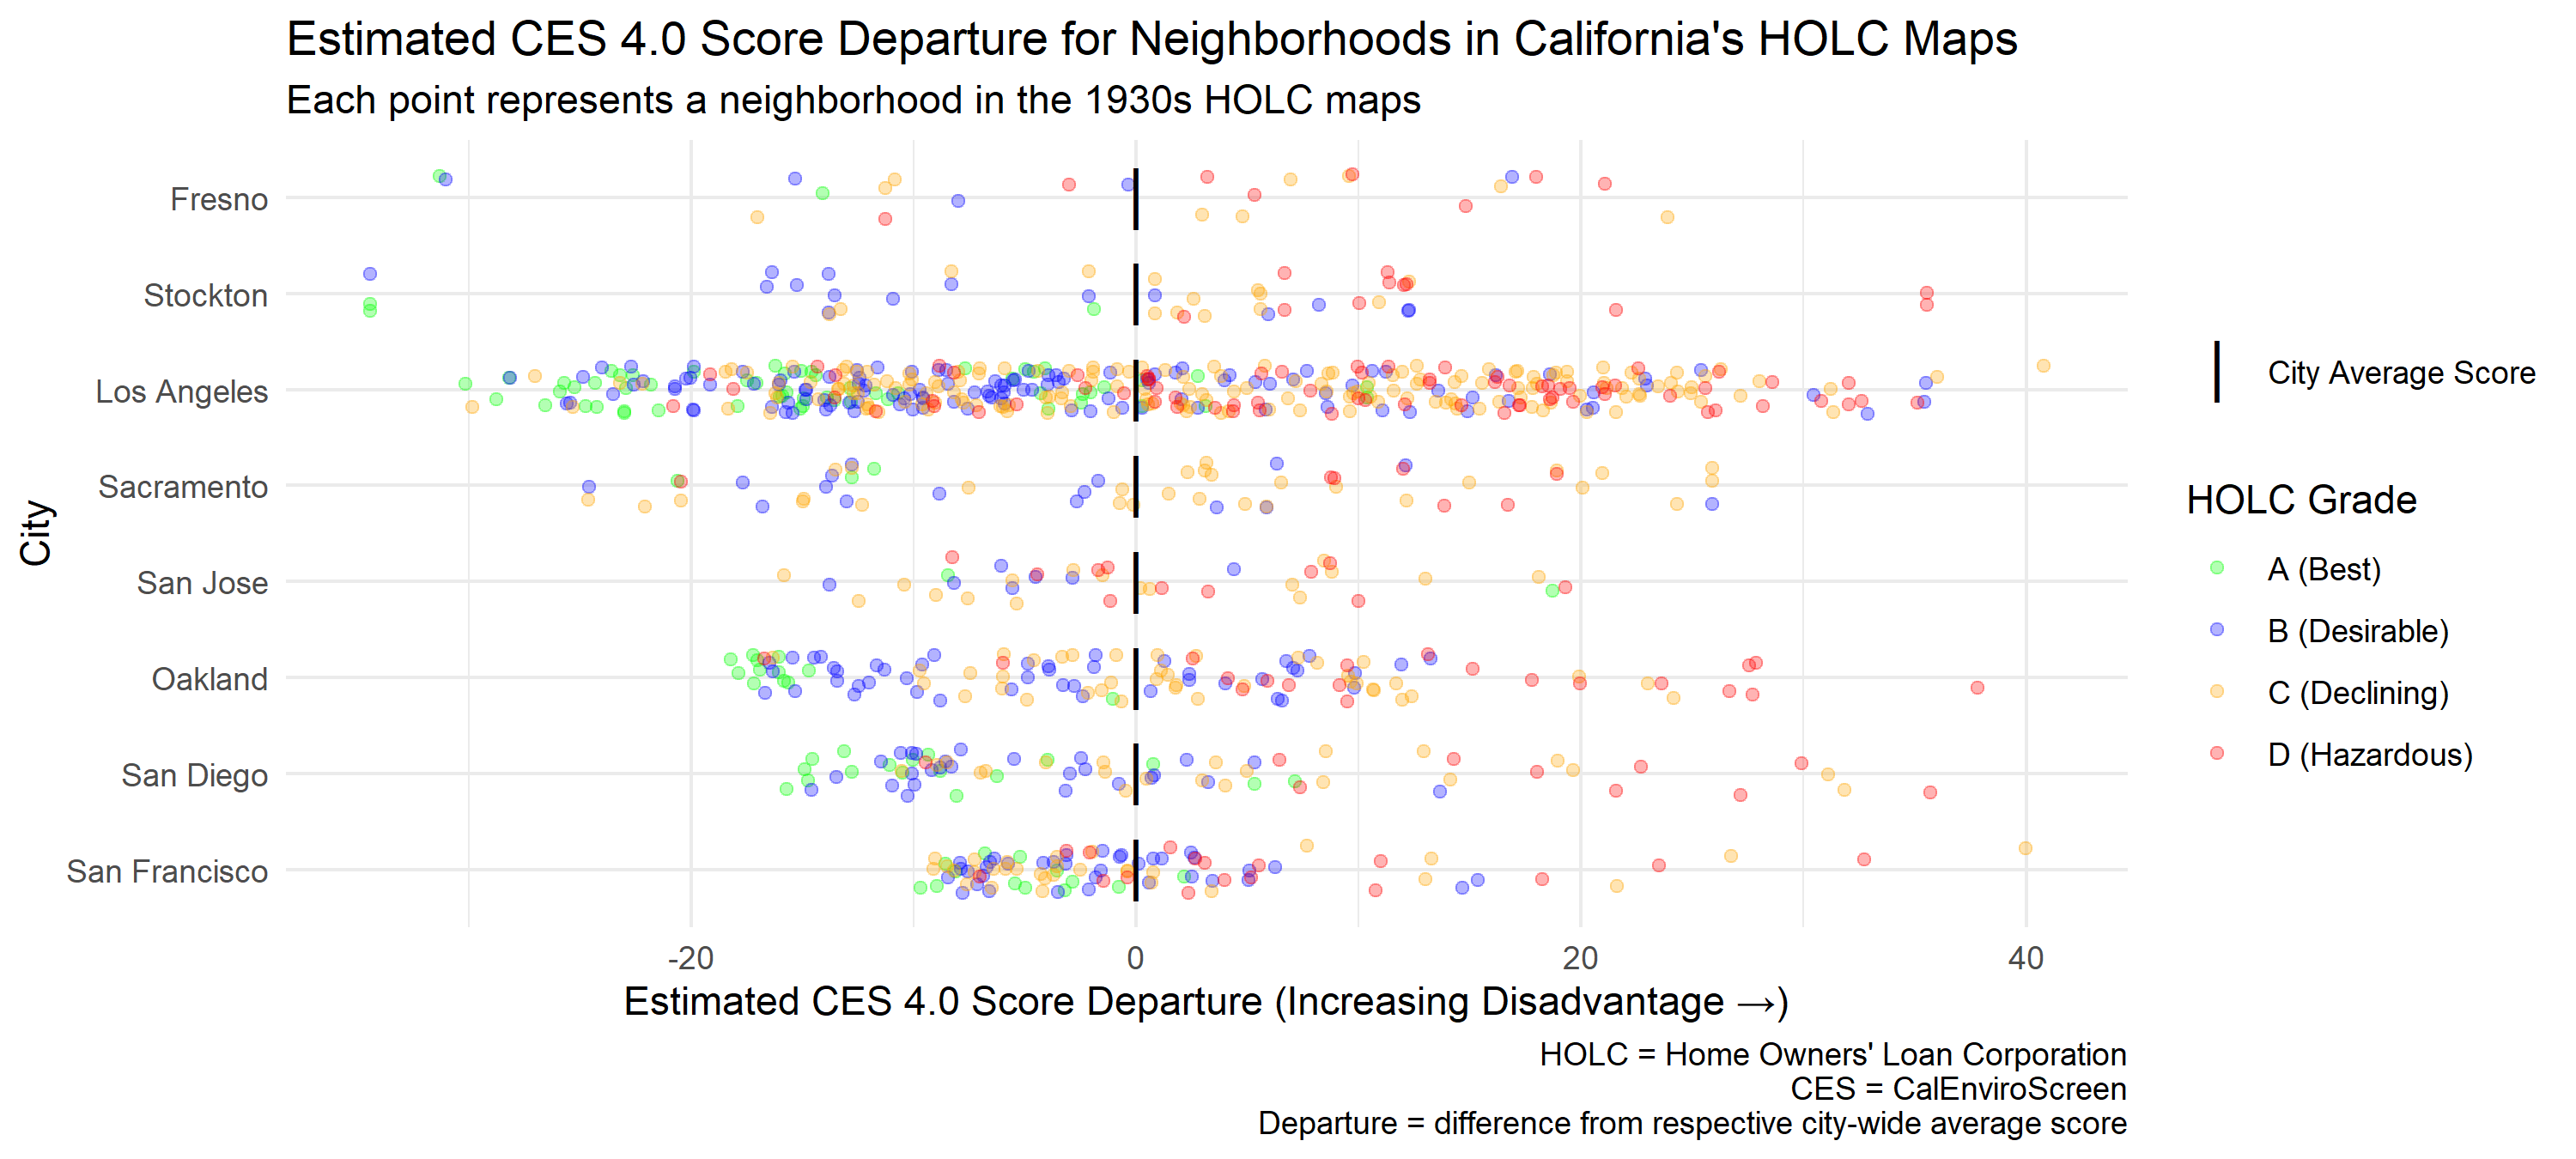 Estimated CES 4.0 Score Departure for Neighborhoods in California's HOLC Maps
Each point represents a neighborhood in the 1930s HOLC maps
City
Fresno
Stockton
Los Angeles
Sacramento
San Jose
Oakland
San Diego
San Francisco
-20
0
20
40
Estimated CES 4.0 Score Departure (Increasing Disadvantage →)
City Average Score
HOLC Grade
A (Best)
B (Desirable)
C (Declining)
D (Hazardous)
HOLC = Home Owners' Loan Corporation
CES = CalEnviroScreen
Departure = difference from respective city-wide average score